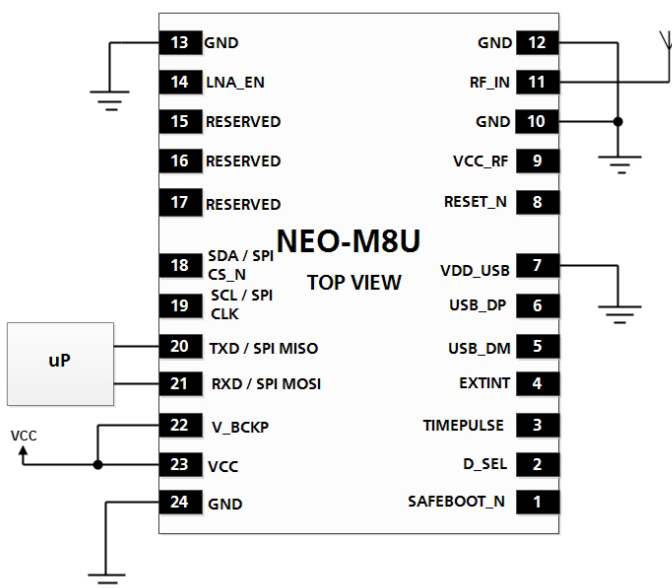 13 GND
14 LNA_EN
15 RESERVED
16 RESERVED
17 RESERVED
18 SDA / SPI
CS_N
19 SCL / SPI
CLK
20 TXD / SPI MISO
21 RXD / SPI MOSI
22 V_BCKP
23 VCC
24 GND
uP
VCC
NEO-M8U
TOP VIEW
GND 12
RF_IN 11
GND 10
VCC_RF 9
RESET_N 8
VDD_USB 7
USB_DP 6
USB_DM 5
EXTINT 4
TIMEPULSE 3
D_SEL 2
SAFEBOOT_N 1